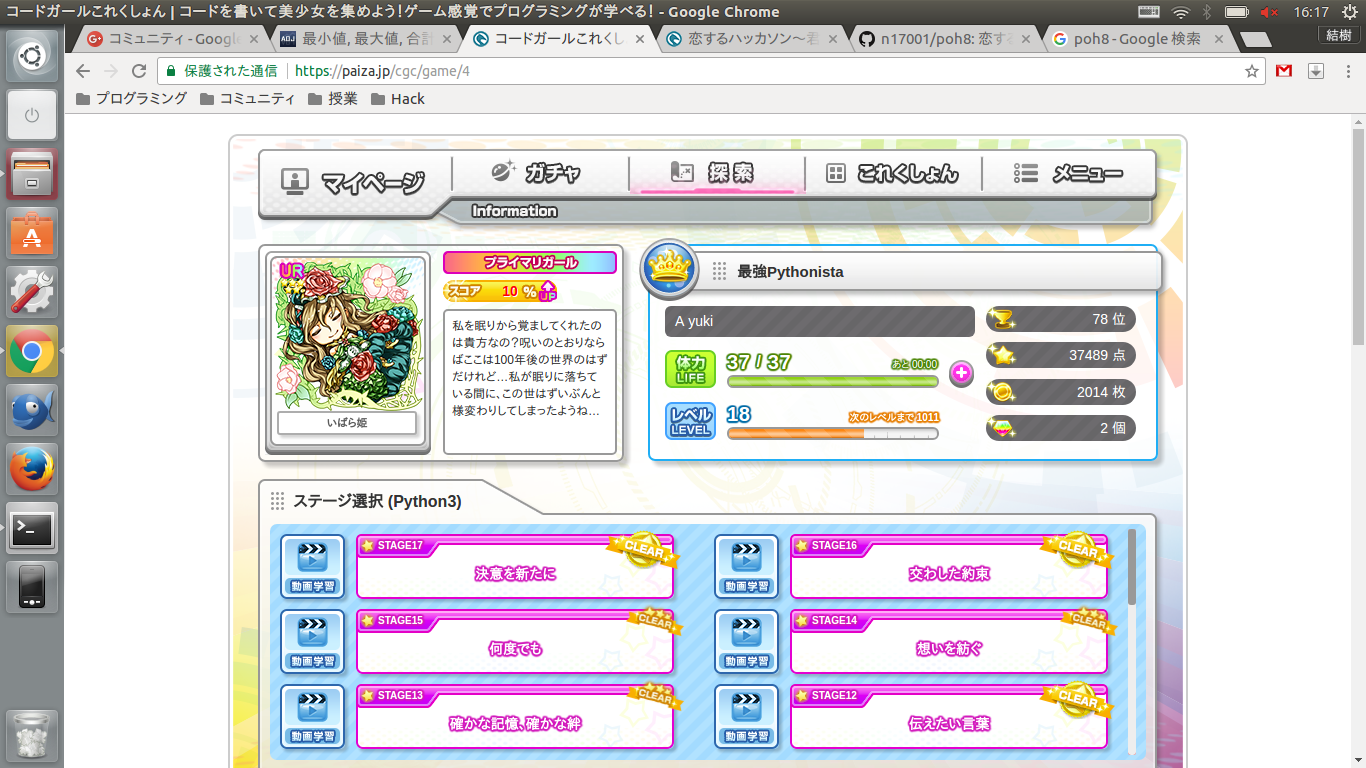 コードガールこれくしょん | コードを書いて美少女を集めよう!ゲーム感覚でプログラミングが学べる! - Google Chrome
16:17
コミュニティ - Googl
最小値, 最大値, 合計
コードガールこれくし
恋するハッカソン～君
n17001/poh8: 恋する
poh8 - Google 検索
結樹
保護された通信
https://paiza.jp/cgc/game/4
プログラミング
コミュニティ
授業
Hack
マイページ
ガチャ
探索
これくしょん
メニュー
Information
UR
いばら姫
プライマリガール
スコア 10 % UP
私を眠りから覚ましてくれたの
は貴方なの?呪いのとおりなら
ばここは100年後の世界のはず
だけれど…私が眠りに落ちて
いる間に、この世はずいぶんと
様変わりしてしまったようね…
最強Pythonista
A yuki
体力
LIFE
37 / 37
あと 00:00
レベル
LEVEL
18
次のレベルまで 1011
78 位
37489 点
2014 枚
2 個
ステージ選択 (Python3)
動画学習
STAGE17
CLEAR
決意を新たに
動画学習
STAGE16
CLEAR
交わした約束
動画学習
STAGE15
CLEAR
何度でも
動画学習
STAGE14
CLEAR
想いを紡ぐ
動画学習
STAGE13
CLEAR
確かな記憶、確かな絆
動画学習
STAGE12
CLEAR
伝えたい言葉